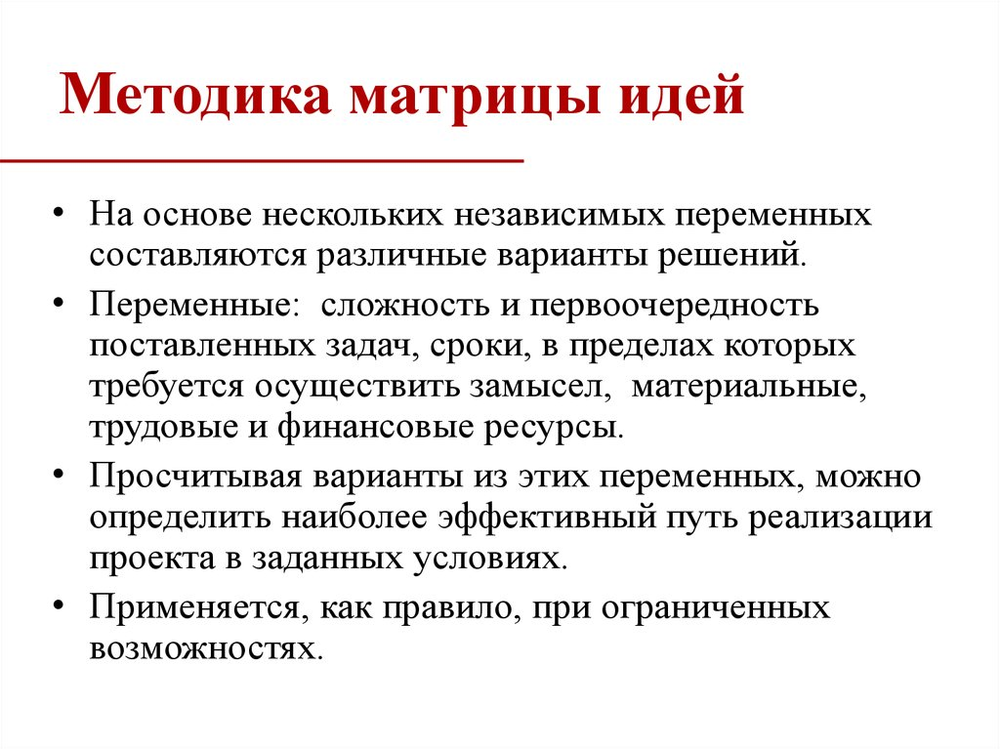 Методика матрицы идей
• На основе нескольких независимых переменных
составляются различные варианты решений.
• Переменные:  сложность и первоочередность
поставленных задач, сроки, в пределах которых
требуется осуществить замысел,  материальные,
трудовые и финансовые ресурсы.
• Просчитывая варианты из этих переменных, можно
определить наиболее эффективный путь реализации
проекта в заданных условиях.
• Применяется, как правило, при ограниченных
возможностях.